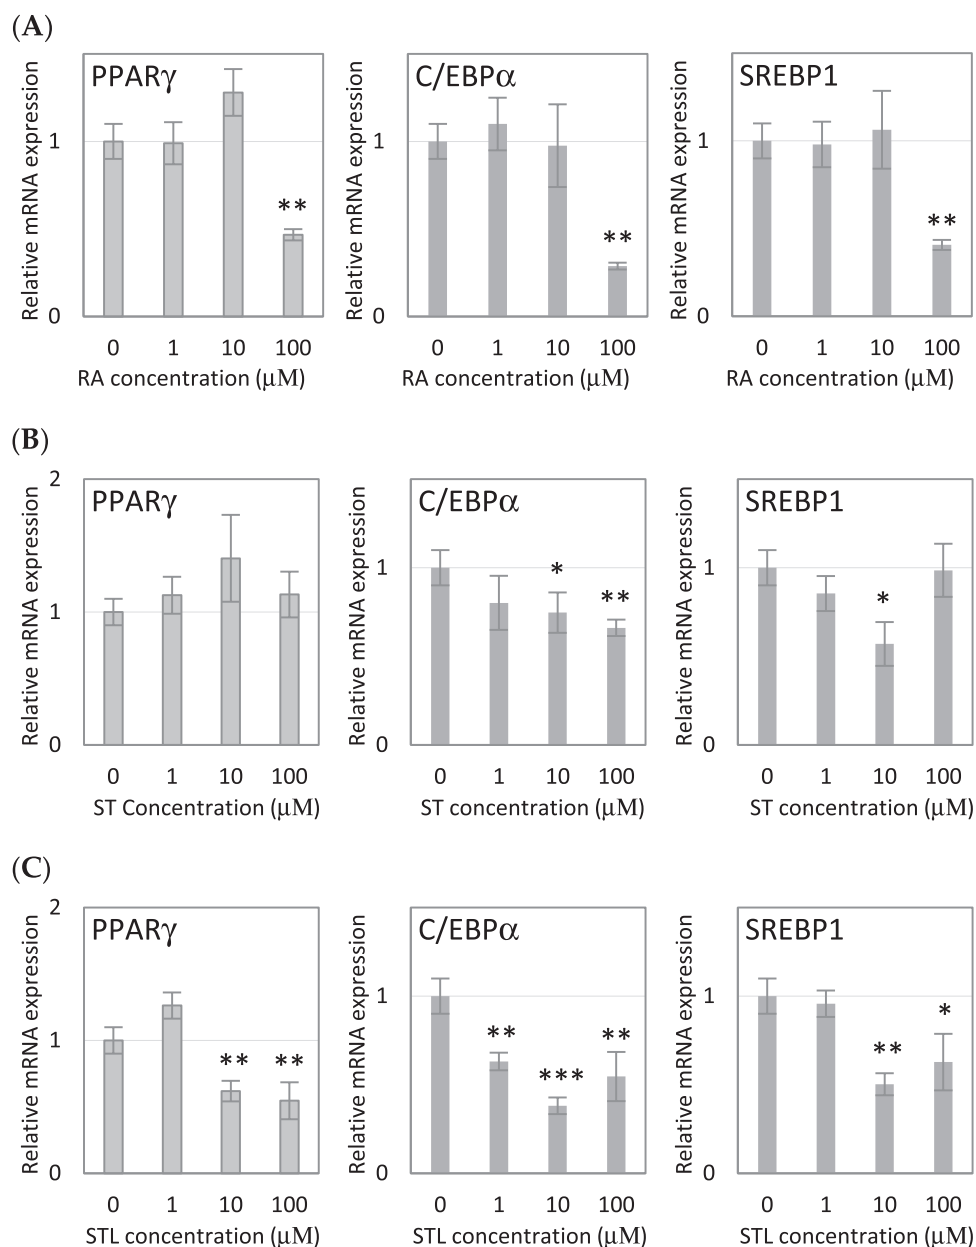 (A)
PPARγ
C/EBPα
SREBP1
Relative mRNA expression
Relative mRNA expression
Relative mRNA expression
1
1
1
**
**
**
0
0
0
0 1 10 100
0 1 10 100
0 1 10 100
RA concentration (μM)
RA concentration (μM)
RA concentration (μM)
(B)
2
PPARγ
C/EBPα
SREBP1
Relative mRNA expression
Relative mRNA expression
Relative mRNA expression
1
1
1
*
**
*
0
0
0
0 1 10 100
0 1 10 100
0 1 10 100
ST Concentration (μM)
ST concentration (μM)
ST concentration (μM)
(C)
2
PPARγ
C/EBPα
SREBP1
Relative mRNA expression
Relative mRNA expression
Relative mRNA expression
1
1
1
** **
** *** **
** *
0
0
0
0 1 10 100
0 1 10 100
0 1 10 100
STL concentration (μM)
STL concentration (μM)
STL concentration (μM)